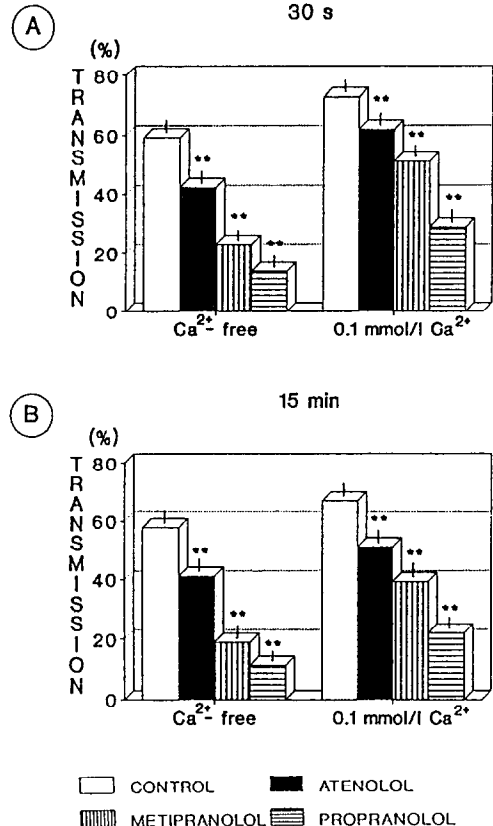 A
30 s
(%)
TRANSMISSION
80
60
40
20
0
**
**
**
**
**
**
Ca2+- free
0.1 mmol/l Ca2+
B
15 min
(%)
TRANSMISSION
80
60
40
20
0
**
**
**
**
**
**
Ca2+- free
0.1 mmol/l Ca2+
CONTROL
ATENOLOL
METIPRANOLOL
PROPRANOLOL